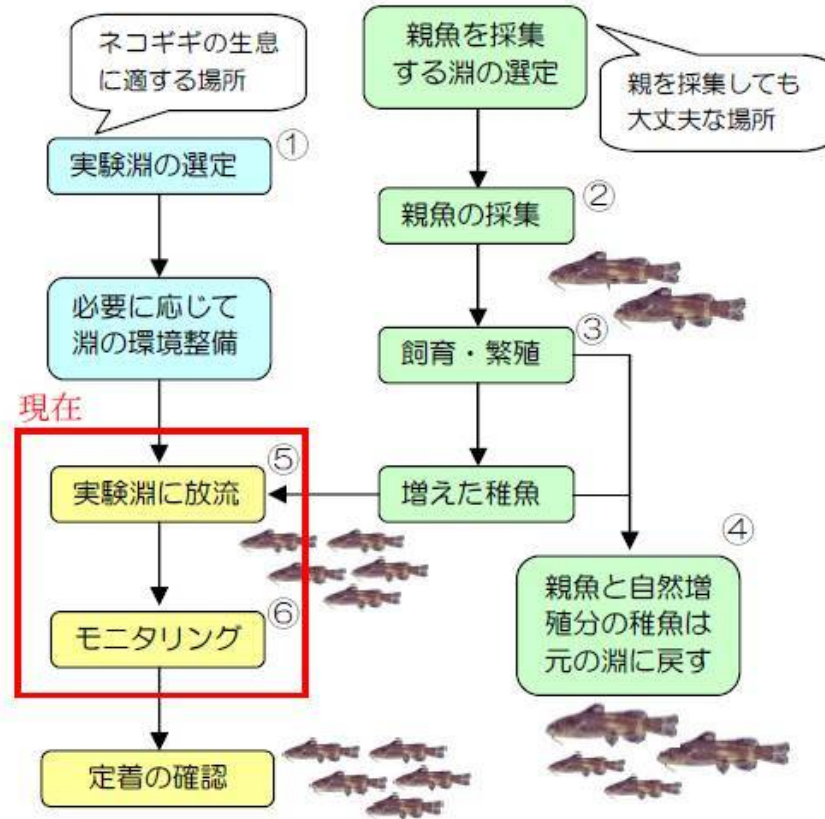 ネコギギの生息
に適する場所
親魚を採集
する淵の選定
親を採集しても
大丈夫な場所
①
実験淵の選定
②
親魚の採集
必要に応じて
淵の環境整備
③
飼育・繁殖
現在
⑤
実験淵に放流
増えた稚魚
④
親魚と自然増
殖分の稚魚は
元の淵に戻す
⑥
モニタリング
定着の確認